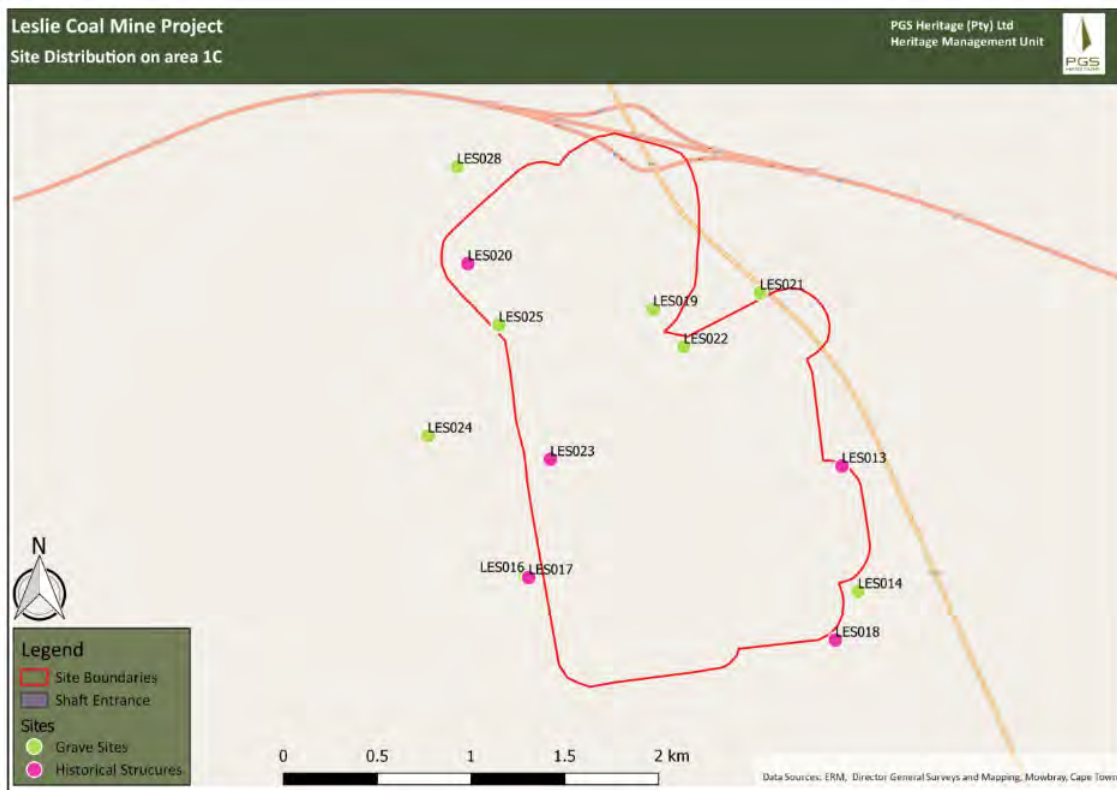 Leslie Coal Mine Project
Site Distribution on area 1C
PGS Heritage (Pty) Ltd
Heritage Management Unit
PGS
LES028
LES020
LES021
LES019
LES025
LES022
LES024
LES023
LES013
LES016 LES017
LES014
LES018
N
Legend
Site Boundaries
Shaft Entrance
Sites
Grave Sites
Historical Strucures
0 0.5 1 1.5 2 km
Data Sources: ERM, Director General Surveys and Mapping, Mowbray, Cape Town